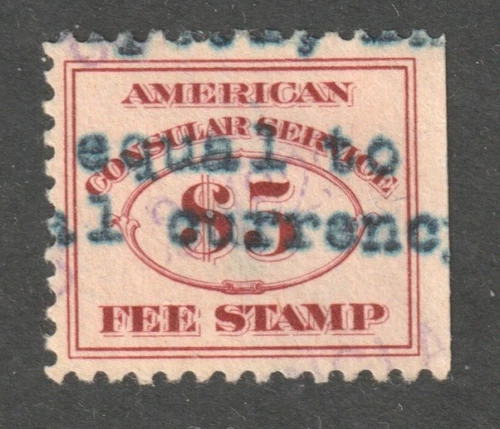 AMERICAN
equal to
CONSULAR SERVICE
$5
al currency
FEE STAMP